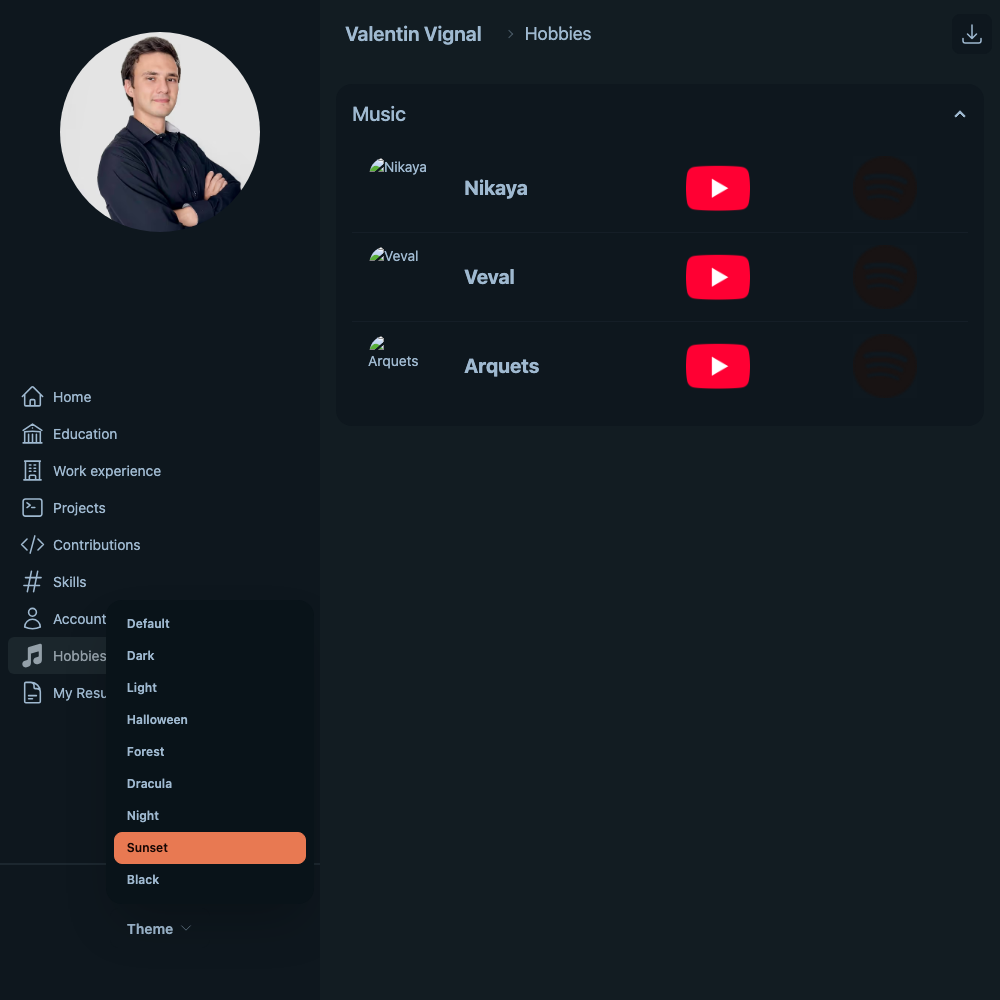 Valentin Vignal
Hobbies
Music
Nikaya
Nikaya
Veval
Veval
Arquets
Arquets
Home
Education
Work experience
Projects
Contributions
Skills
Account
Hobbies
My Resu
Default
Dark
Light
Halloween
Forest
Dracula
Night
Sunset
Black
Theme